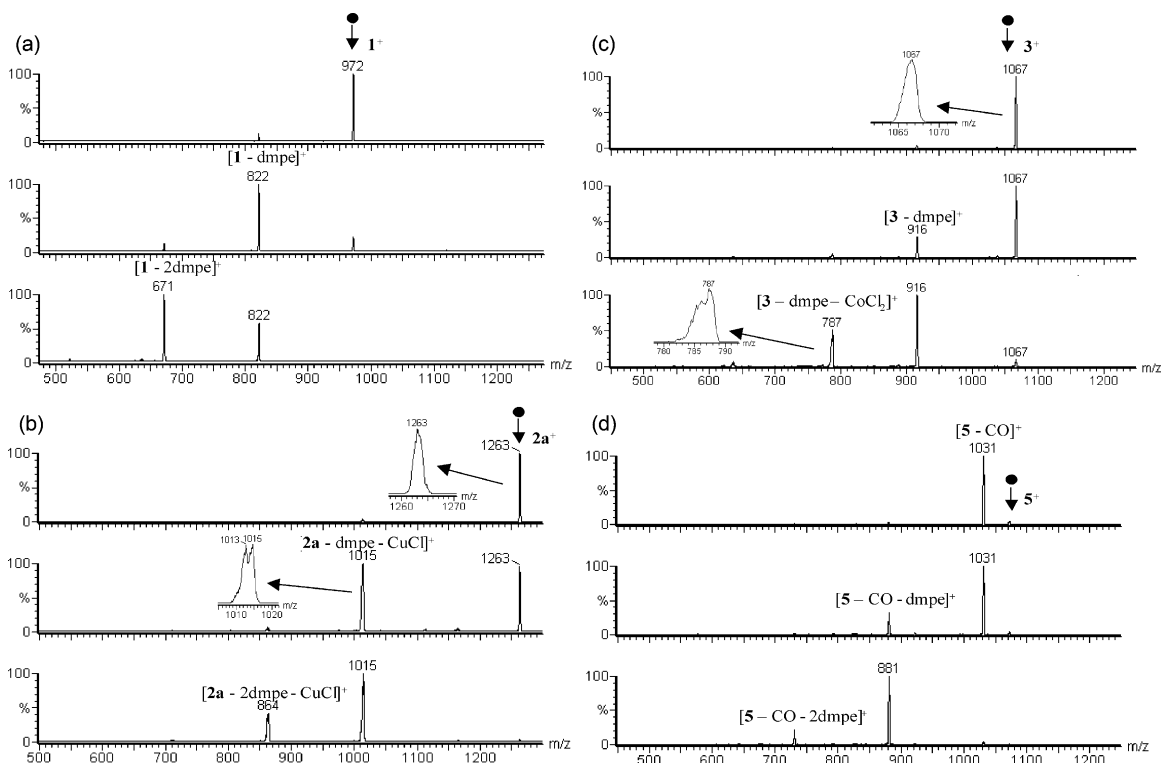 (a)
1+
972
100
%
0
[1 - dmpe]+
822
100
%
0
[1 - 2dmpe]+
671
822
100
%
0
500 600 700 800 900 1000 1100 1200 m/z
(b)
2a+
1263
1263
1260 1270 m/z
100
%
0
2a - dmpe - CuCl]+
1013 1015
1015
1263
1010 1020 m/z
100
%
0
[2a - 2dmpe - CuCl]+
864
1015
100
%
0
500 600 700 800 900 1000 1100 1200 m/z
(c)
3+
1067
1067
1065 1070 m/z
100
%
0
[3 - dmpe]+
916
1067
100
%
0
[3 – dmpe – CoCl2]+
787
787
916
1067
780 785 790 m/z
100
%
0
500 600 700 800 900 1000 1100 1200 m/z
(d)
[5 - CO]+
1031
5+
100
%
0
1031
[5 – CO - dmpe]+
100
%
0
881
[5 – CO - 2dmpe]+
100
%
0
500 600 700 800 900 1000 1100 1200 m/z